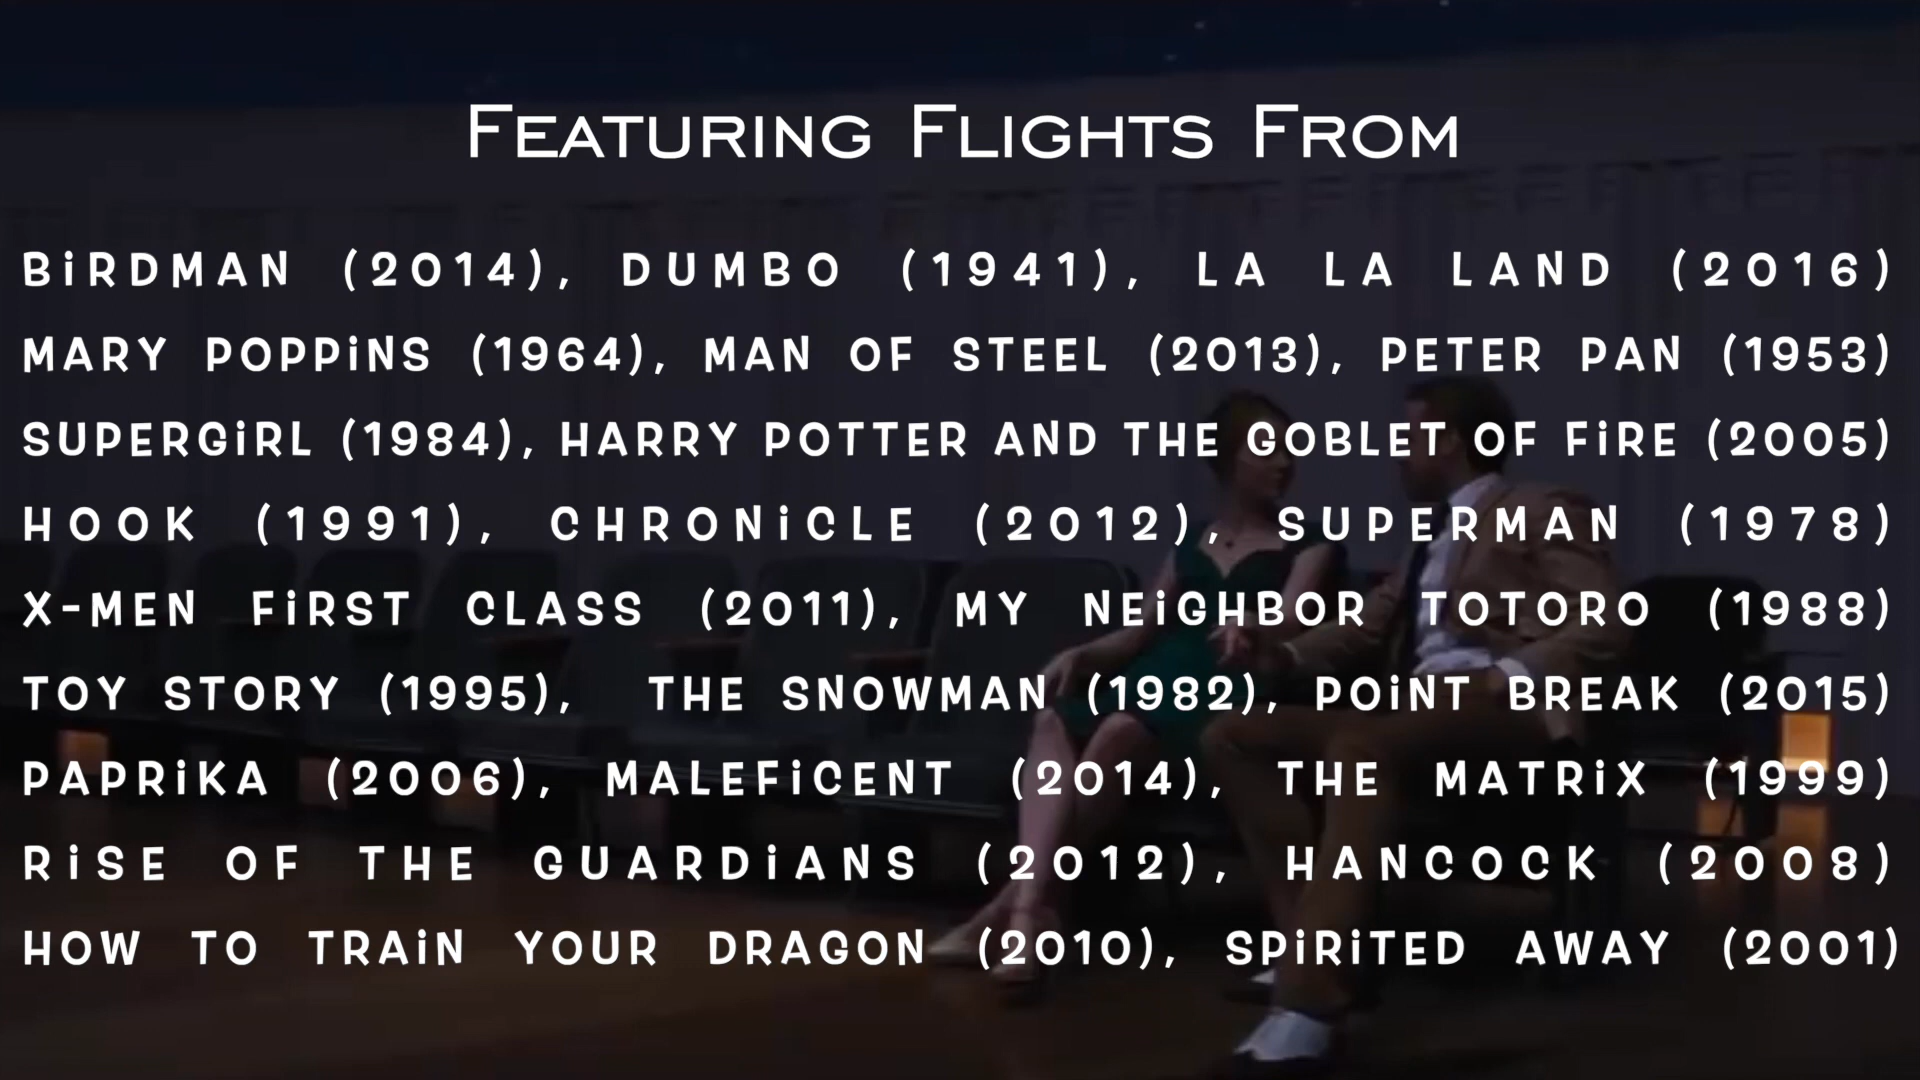 Featuring Flights From
BiRDMAN (2014), DUMBO (1941), LA LA LAND (2016)
MARY POPPiNS (1964), MAN OF STEEL (2013), PETER PAN (1953)
SUPERGiRL (1984), HARRY POTTER AND THE GOBLET OF FiRE (2005)
HOOK (1991), CHRONiCLE (2012), SUPERMAN (1978)
X-MEN FiRST CLASS (2011), MY NEiGHBOR TOTORO (1988)
TOY STORY (1995), THE SNOWMAN (1982), POiNT BREAK (2015)
PAPRiKA (2006), MALEFiCENT (2014), THE MATRiX (1999)
RiSE OF THE GUARDiANS (2012), HANCOCK (2008)
HOW TO TRAiN YOUR DRAGON (2010), SPiRiTED AWAY (2001)